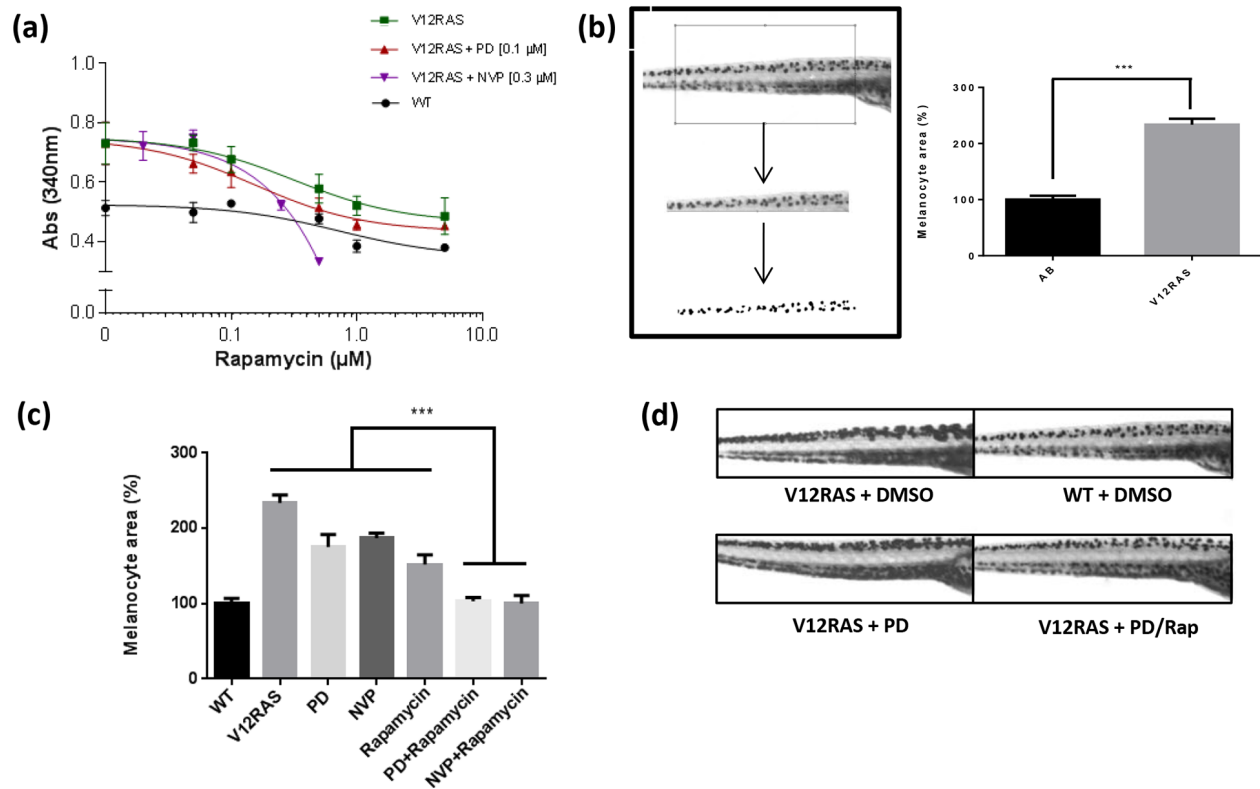 (a)
V12RAS
V12RAS + PD [0.1 µM]
V12RAS + NVP [0.3 µM]
WT
Abs (340nm)
1.0
0.8
0.6
0.4
0.0
0
0.1
1.0
10.0
Rapamycin (µM)
(b)
Melanocyte area (%)
***
300
200
100
0
AB
V12RAS
(c)
Melanocyte area (%)
***
300
200
100
0
WT
V12RAS
PD
NVP
Rapamycin
PD+Rapamycin
NVP+Rapamycin
(d)
V12RAS + DMSO
WT + DMSO
V12RAS + PD
V12RAS + PD/Rap